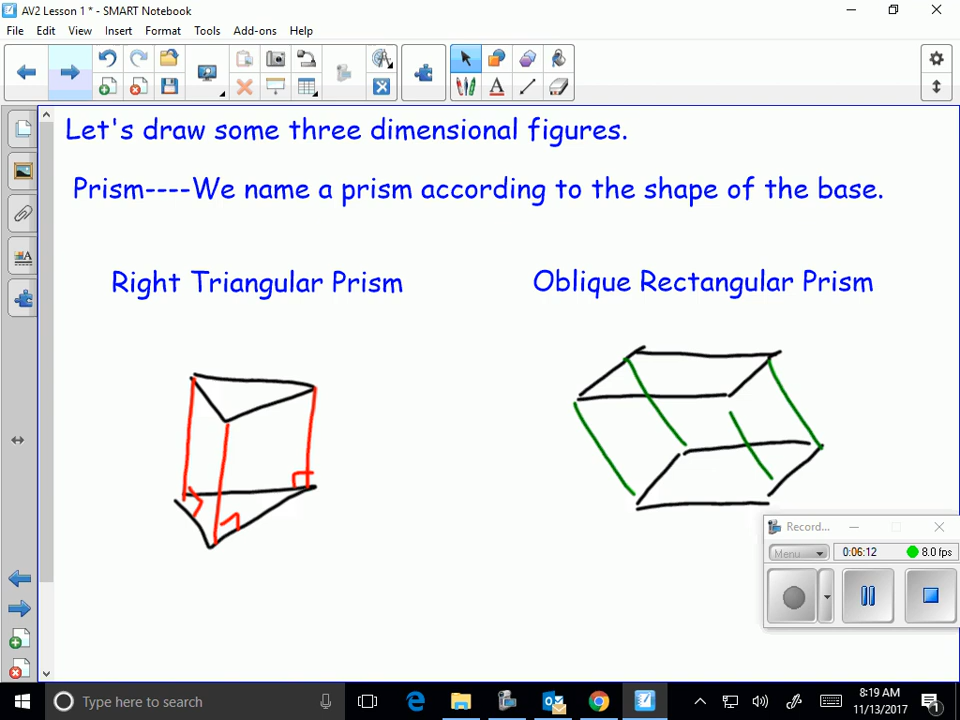 AV2 Lesson 1 * - SMART Notebook
File Edit View Insert Format Tools Add-ons Help
Let's draw some three dimensional figures.
Prism----We name a prism according to the shape of the base.
Right Triangular Prism
Oblique Rectangular Prism
Record...
Menu 0:06:12 8.0 fps
Type here to search
8:19 AM
11/13/2017
1